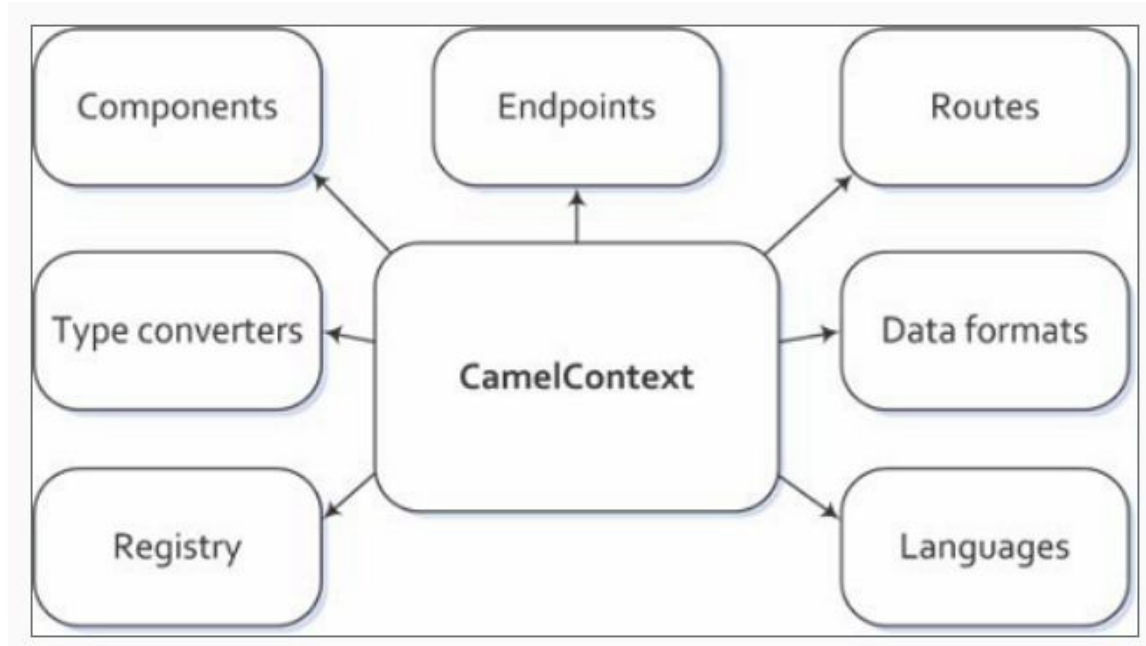 Components
Endpoints
Routes
Type converters
CamelContext
Data formats
Registry
Languages